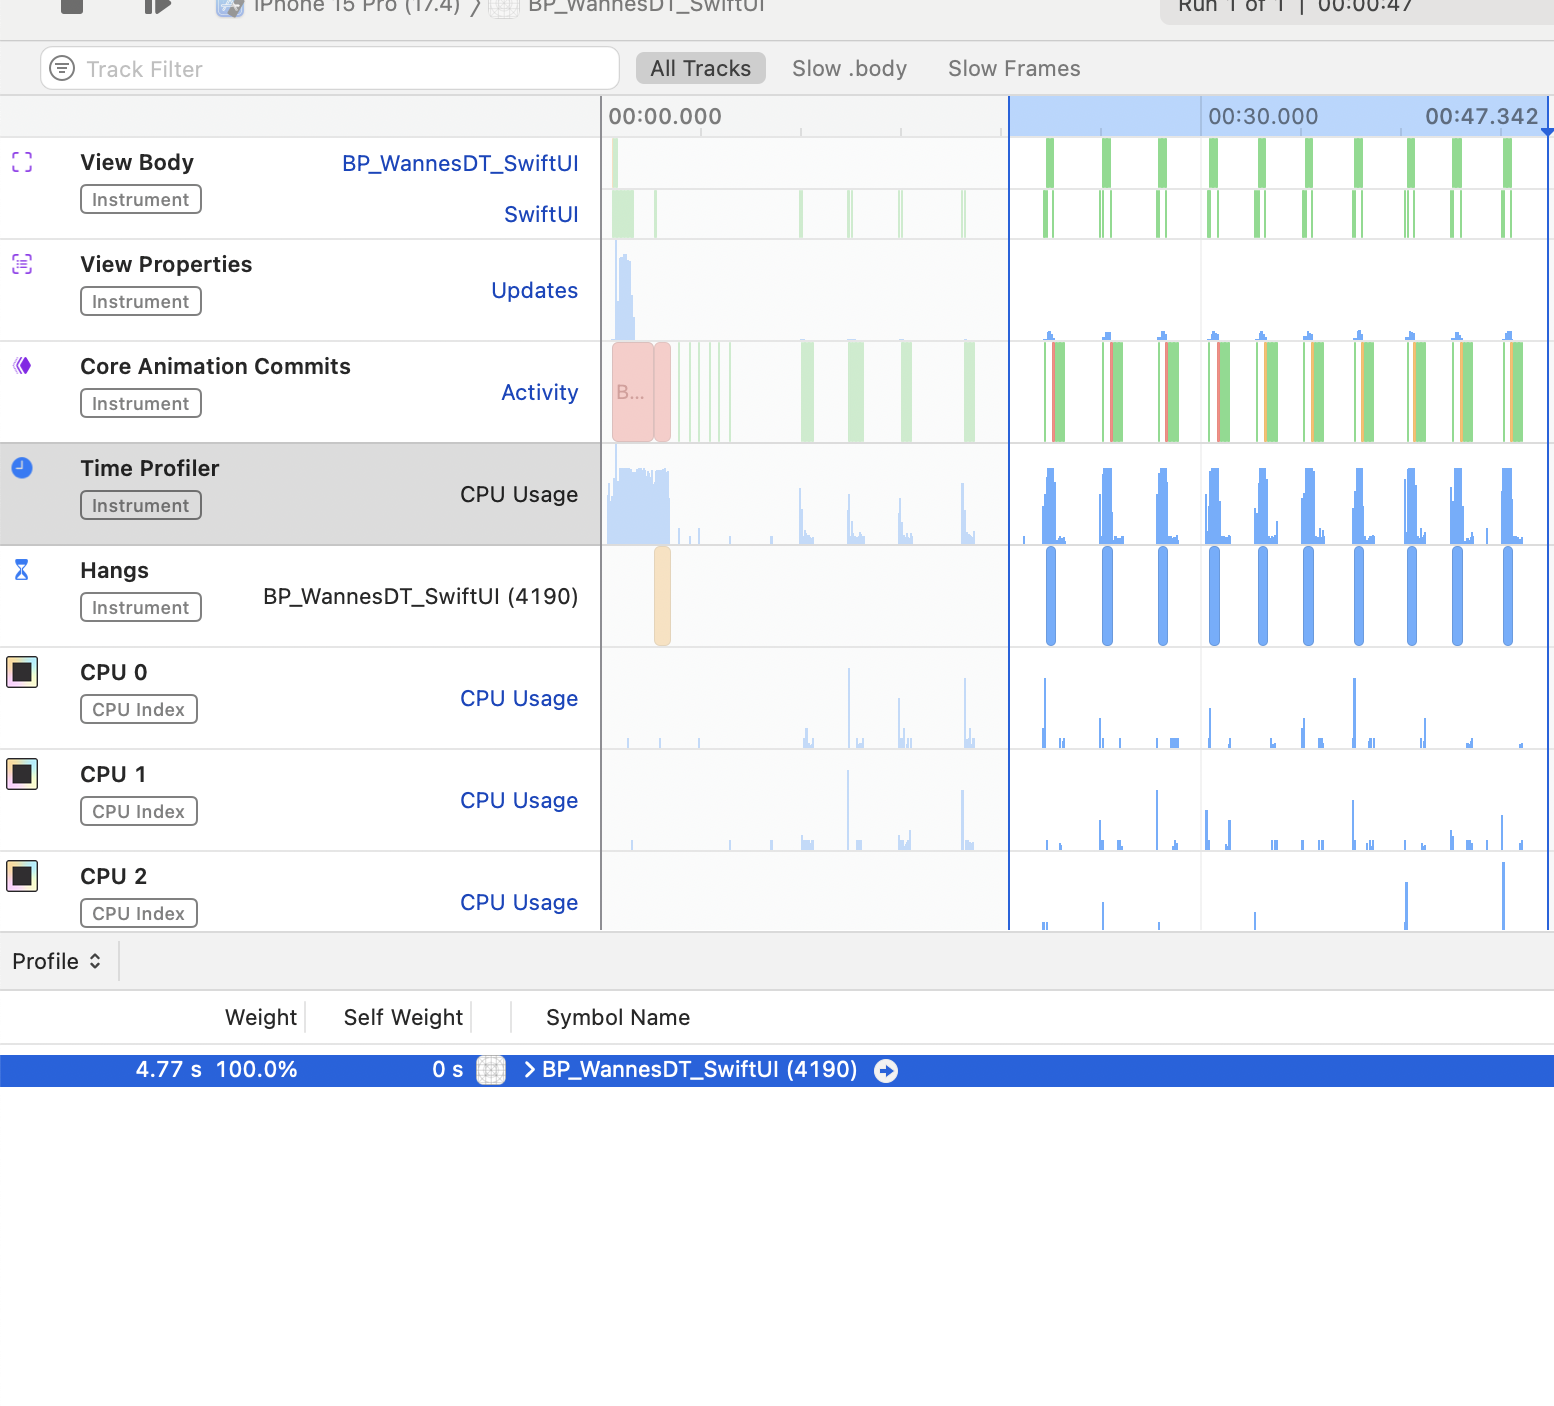 iPhone 15 Pro (17.4) BP_WannesDT_SwiftUI Run 1 of 1 | 00:00:47
Track Filter All Tracks Slow .body Slow Frames
00:00.000 00:30.000 00:47.342
View Body BP_WannesDT_SwiftUI
Instrument
SwiftUI
View Properties
Updates
Instrument
Core Animation Commits
Activity B...
Instrument
Time Profiler
CPU Usage
Instrument
Hangs
BP_WannesDT_SwiftUI (4190)
Instrument
CPU 0
CPU Usage
CPU Index
CPU 1
CPU Usage
CPU Index
CPU 2
CPU Usage
CPU Index
Profile
Weight Self Weight Symbol Name
4.77 s 100.0% 0 s BP_WannesDT_SwiftUI (4190)